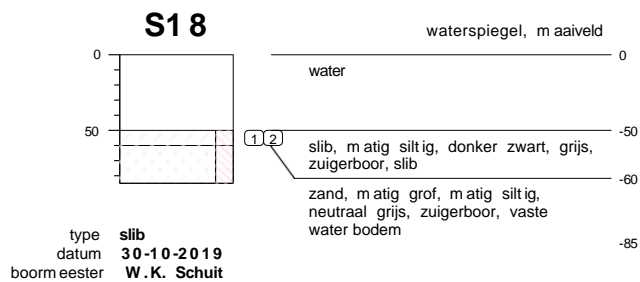 S18
waterspiegel, maaiveld
0
0
water
50
1 2
-50
slib, matig siltig, donker zwart, grijs,
zuigerboor, slib
-60
zand, matig grof, matig siltig,
neutraal grijs, zuigerboor, vaste
water bodem
-85
type slib
datum 30-10-2019
boormeester W.K. Schuit